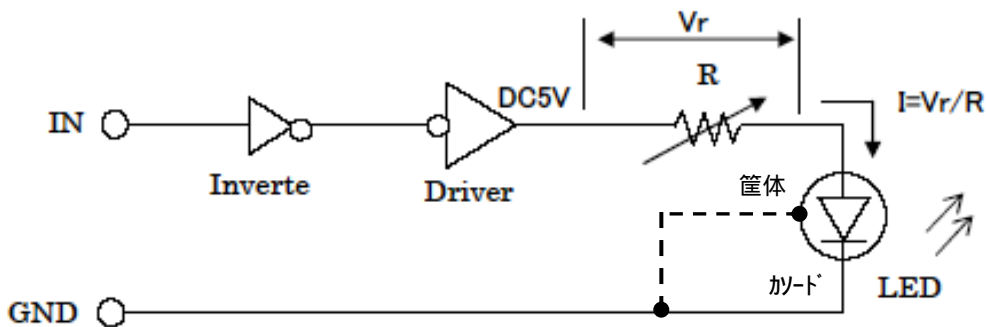 Vr
R
DC5V
I=Vr/R
IN
Inverte
Driver
筐体
ｶｿｰﾄﾞ
LED
GND